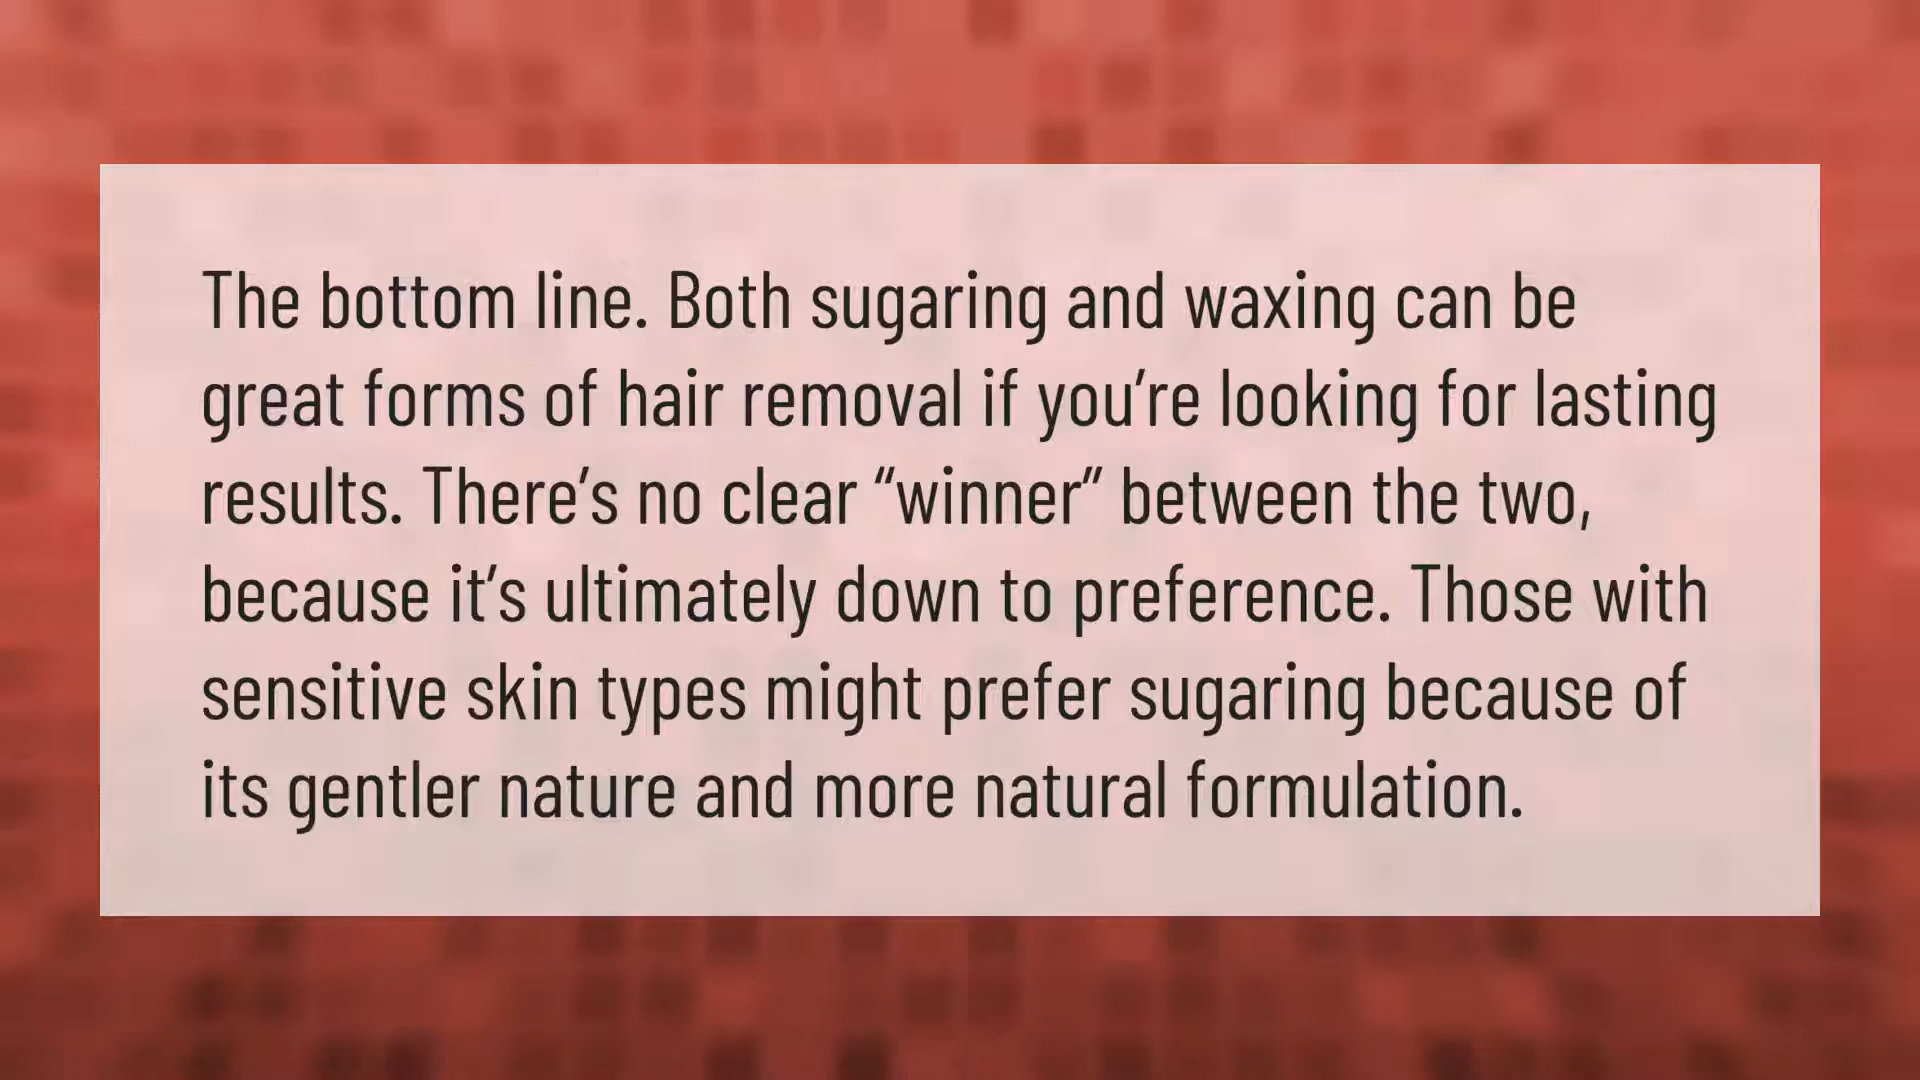 The bottom line. Both sugaring and waxing can be
great forms of hair removal if you’re looking for lasting
results. There’s no clear “winner” between the two,
because it’s ultimately down to preference. Those with
sensitive skin types might prefer sugaring because of
its gentler nature and more natural formulation.